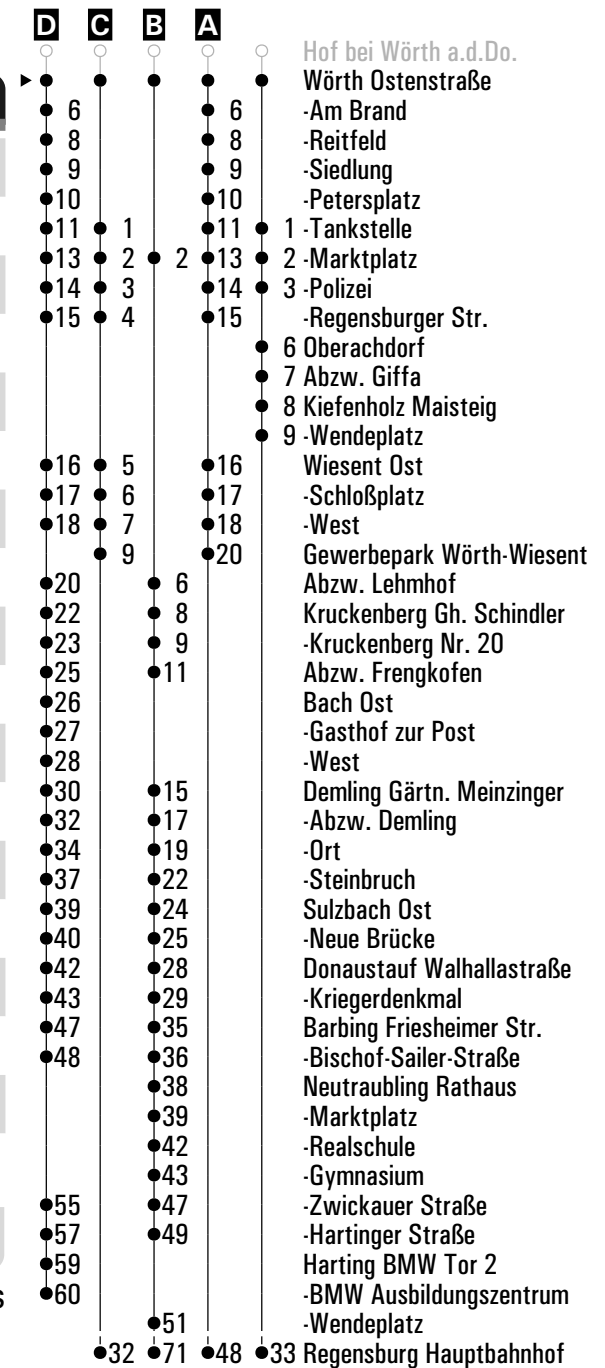 D C B A
Hof bei Wörth a.d.Do.
Wörth Ostenstraße
6 6 -Am Brand
8 8 -Reitfeld
9 9 -Siedlung
10 10 -Petersplatz
11 1 11 1 -Tankstelle
13 2 2 13 2 -Marktplatz
14 3 14 3 -Polizei
15 4 15 -Regensburger Str.
6 Oberachdorf
7 Abzw. Giffa
8 Kiefenholz Maisteig
9 -Wendeplatz
16 5 16 Wiesent Ost
17 6 17 -Schloßplatz
18 7 18 -West
9 20 Gewerbepark Wörth-Wiesent
20 6 Abzw. Lehmhof
22 8 Kruckenberg Gh. Schindler
23 9 -Kruckenberg Nr. 20
25 11 Abzw. Frengkofen
26 Bach Ost
27 -Gasthof zur Post
28 -West
30 15 Demling Gärtn. Meinzinger
32 17 -Abzw. Demling
34 19 -Ort
37 22 -Steinbruch
39 24 Sulzbach Ost
40 25 -Neue Brücke
42 28 Donaustauf Walhallastraße
43 29 -Kriegerdenkmal
47 35 Barbing Friesheimer Str.
48 36 -Bischof-Sailer-Straße
38 Neutraubling Rathaus
39 -Marktplatz
42 -Realschule
43 -Gymnasium
55 47 -Zwickauer Straße
57 49 -Hartinger Straße
59 Harting BMW Tor 2
60 -BMW Ausbildungszentrum
51 -Wendeplatz
32 71 48 33 Regensburg Hauptbahnhof